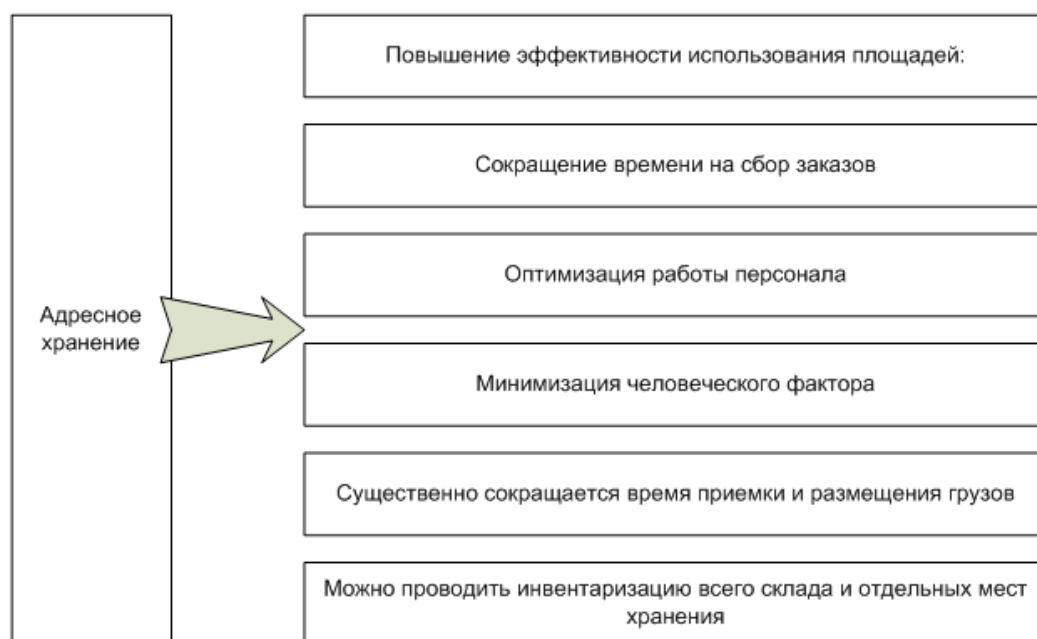 Адресное
хранение
Повышение эффективности использования площадей:
Сокращение времени на сбор заказов
Оптимизация работы персонала
Минимизация человеческого фактора
Существенно сокращается время приемки и размещения грузов
Можно проводить инвентаризацию всего склада и отдельных мест
хранения